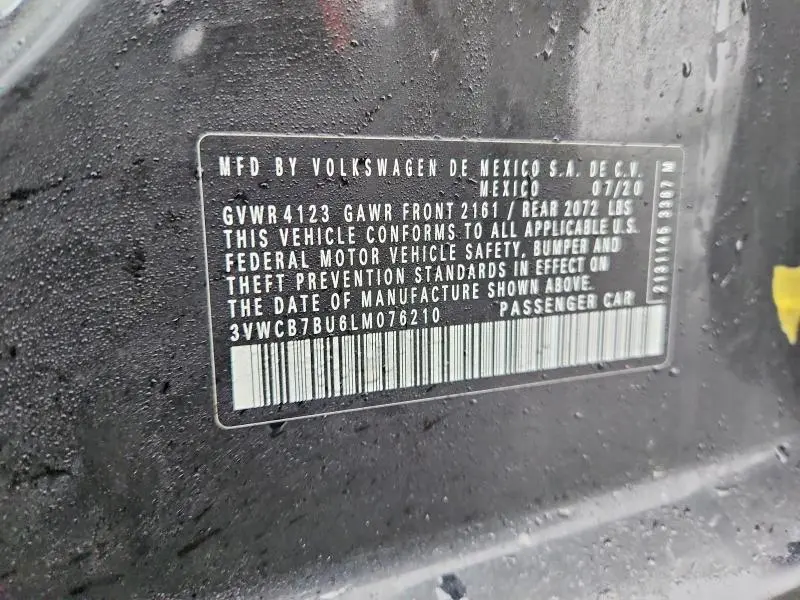 MFD BY VOLKSWAGEN DE MEXICO S.A. DE C.V.
MEXICO 07/20
GVWR 4123 GAWR FRONT 2161 / REAR 2072 LBS
THIS VEHICLE CONFORMS TO ALL APPLICABLE U.S.
FEDERAL MOTOR VEHICLE SAFETY, BUMPER AND
THEFT PREVENTION STANDARDS IN EFFECT ON
THE DATE OF MANUFACTURE SHOWN ABOVE.
3VWCB7BU6LM076210 PASSENGER CAR
2131145 3387 M